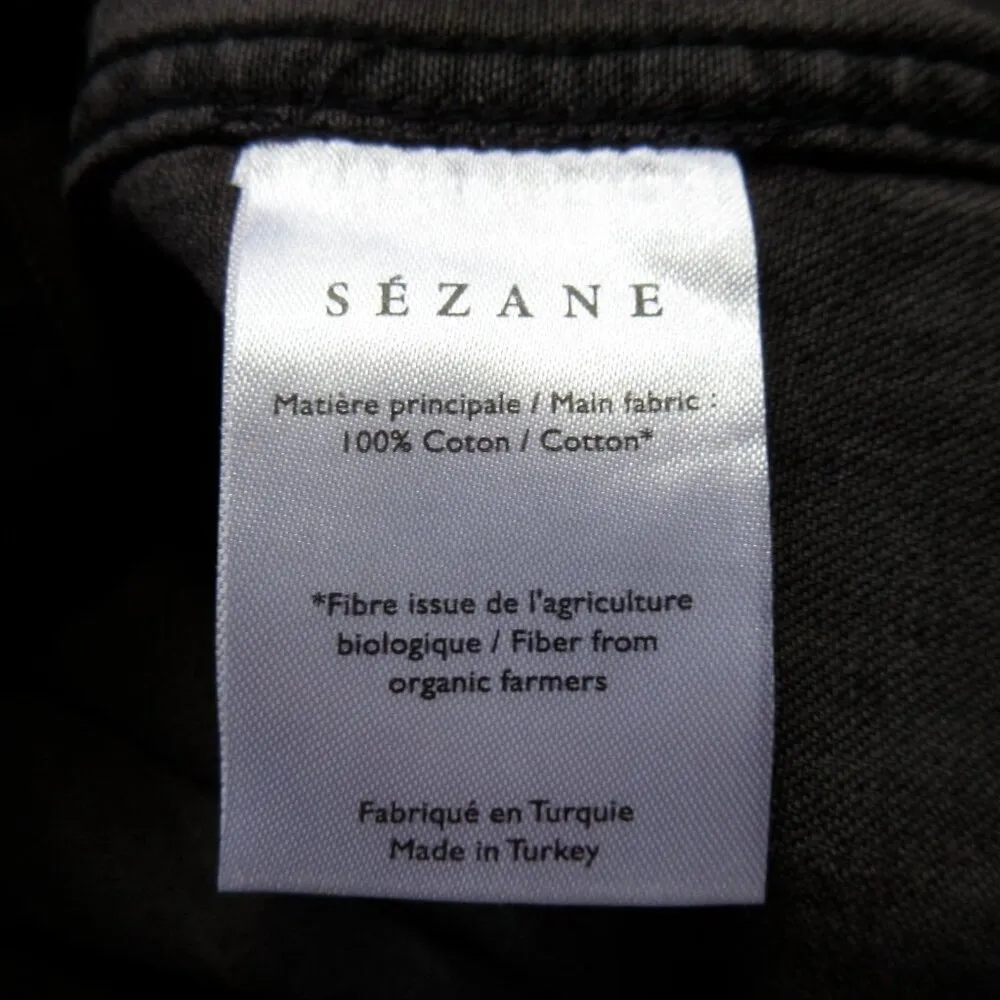 SÉZANE
Matière principale / Main fabric :
100% Coton / Cotton*
*Fibre issue de l'agriculture
biologique / Fiber from
organic farmers
Fabriqué en Turquie
Made in Turkey